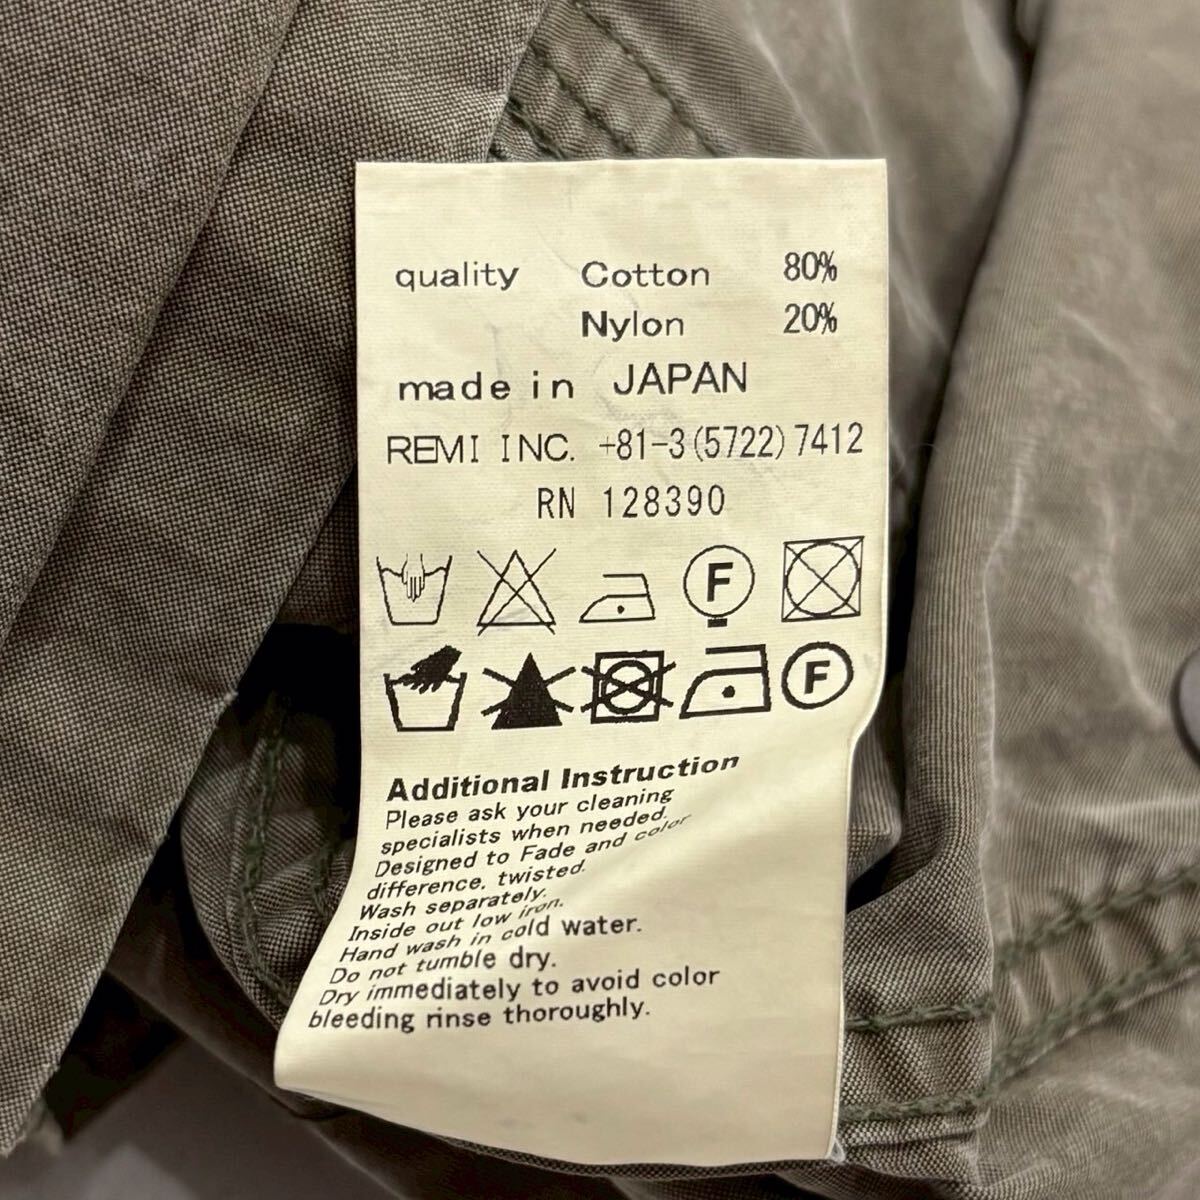 quality Cotton 80%
Nylon 20%
made in JAPAN
REMI INC. +81-3(5722)7412
RN 128390
F
F
Additional Instruction
Please ask your cleaning
specialists when needed.
Designed to Fade and color
difference. twisted.
Wash separately.
Inside out low iron.
Hand wash in cold water.
Do not tumble dry.
Dry immediately to avoid color
bleeding rinse thoroughly.